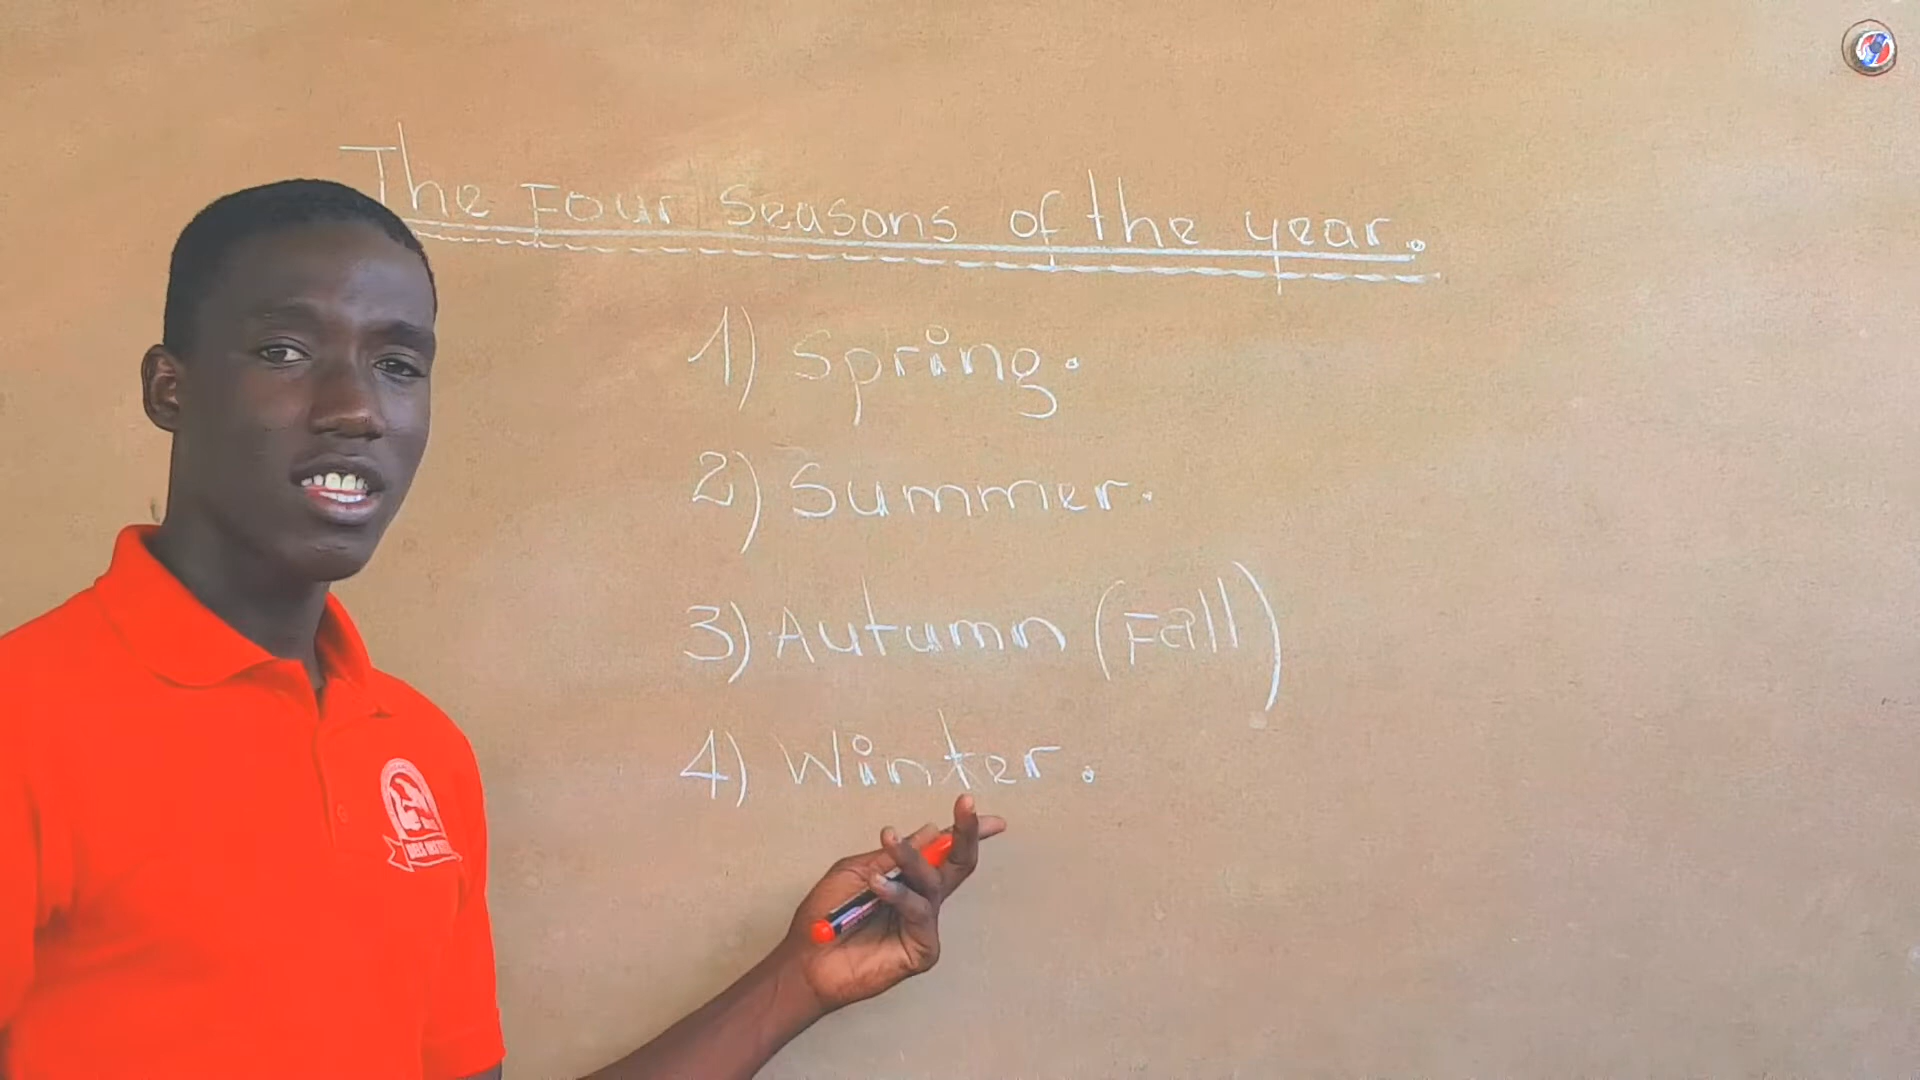 The Four Seasons of the year.
1) Spring.
2) Summer.
3) Autumn (Fall)
4) Winter.